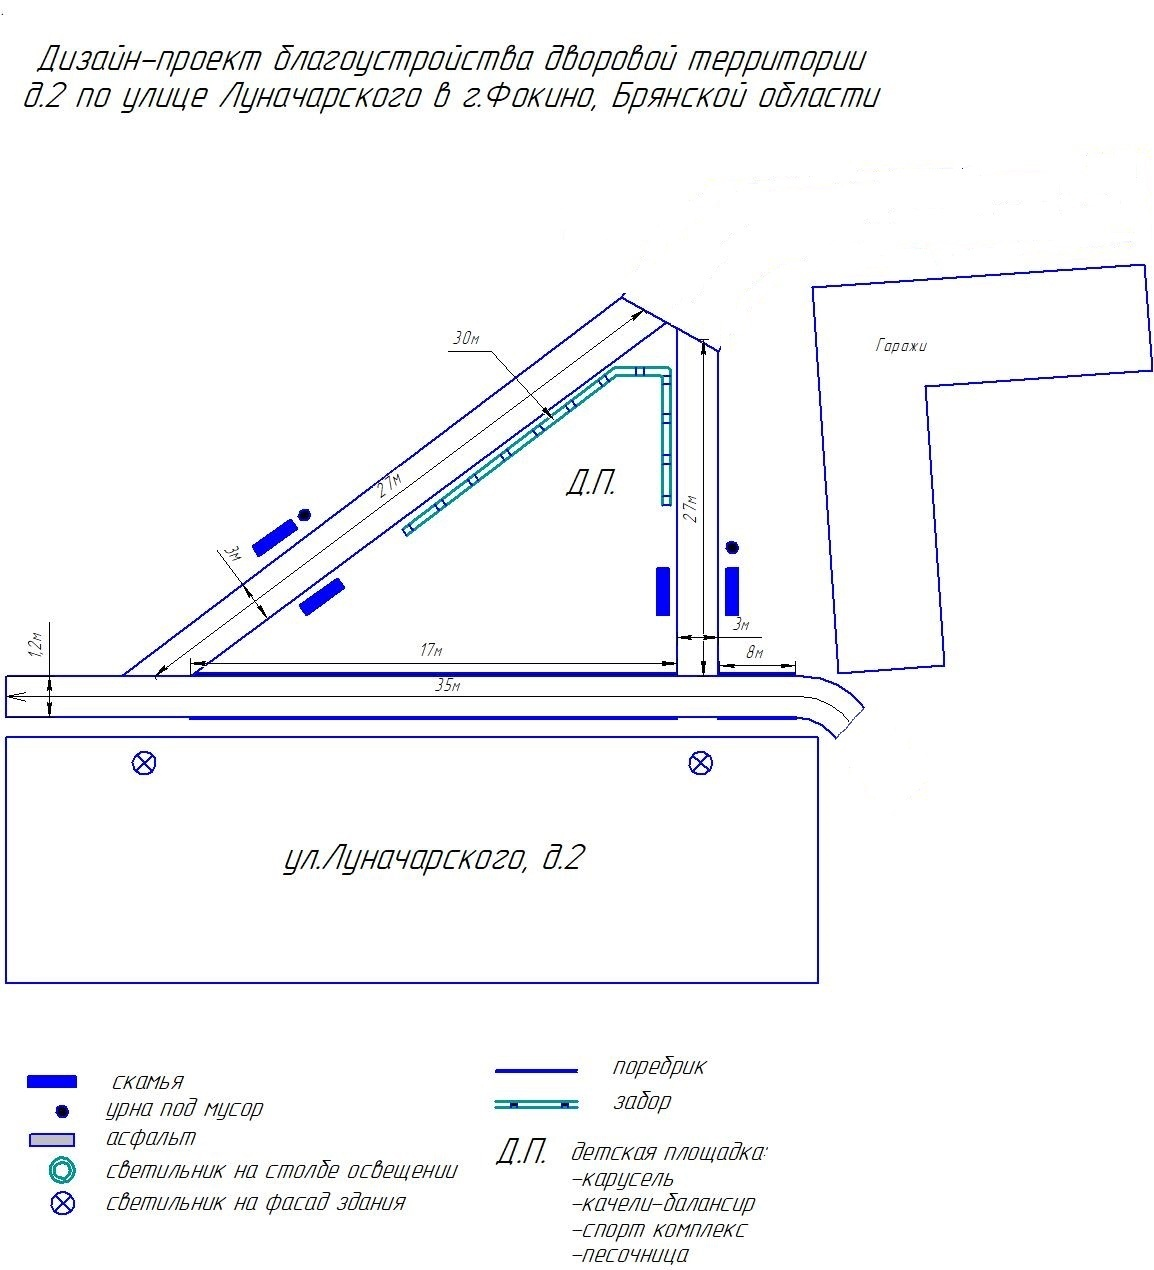 Дизайн-проект благоустройства дворовой территории
д.2 по улице Луначарского в г.Фокино, Брянской области
30м
Гаражи
Д.П.
27м
27м
3м
3м
1,2м
17м
8м
35м
ул.Луначарского, д.2
скамья
урна под мусор
асфальт
светильник на столбе освещении
светильник на фасад здания
поребрик
забор
Д.П. детская площадка:
-карусель
-качели-балансир
-спорт комплекс
-песочница